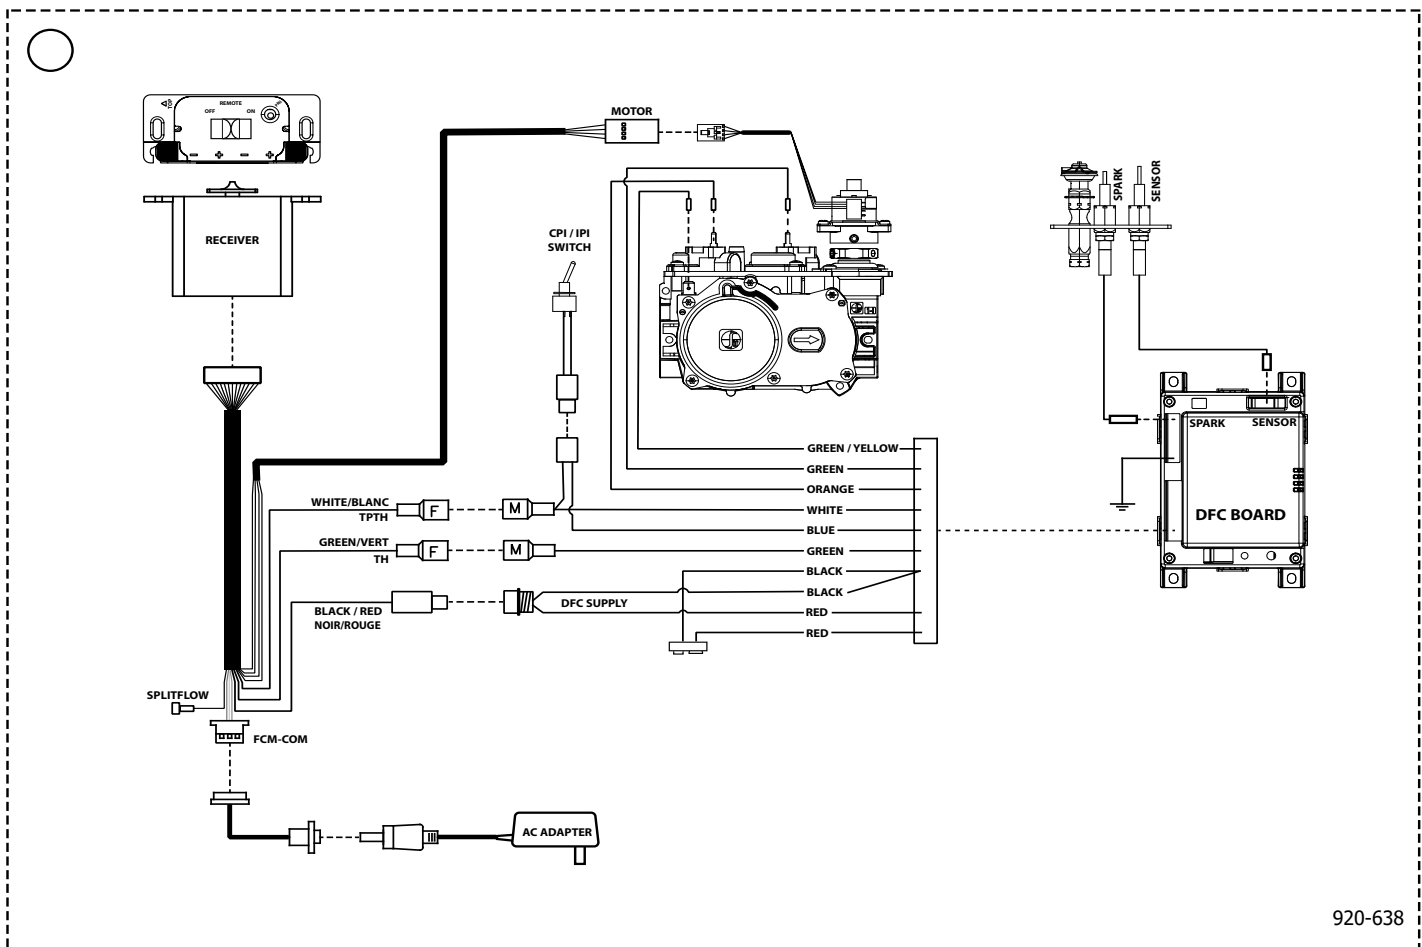 TOP
REMOTE
OFF
ON
− + − +
RECEIVER
MOTOR
CPI / IPI
SWITCH
SPARK
SENSOR
SPARK
SENSOR
DFC BOARD
GREEN / YELLOW
GREEN
ORANGE
WHITE/BLANC
TPTH
F
M
WHITE
BLUE
GREEN/VERT
TH
F
M
GREEN
BLACK
BLACK / RED
NOIR/ROUGE
DFC SUPPLY
BLACK
RED
RED
SPLITFLOW
FCM-COM
AC ADAPTER
920-638